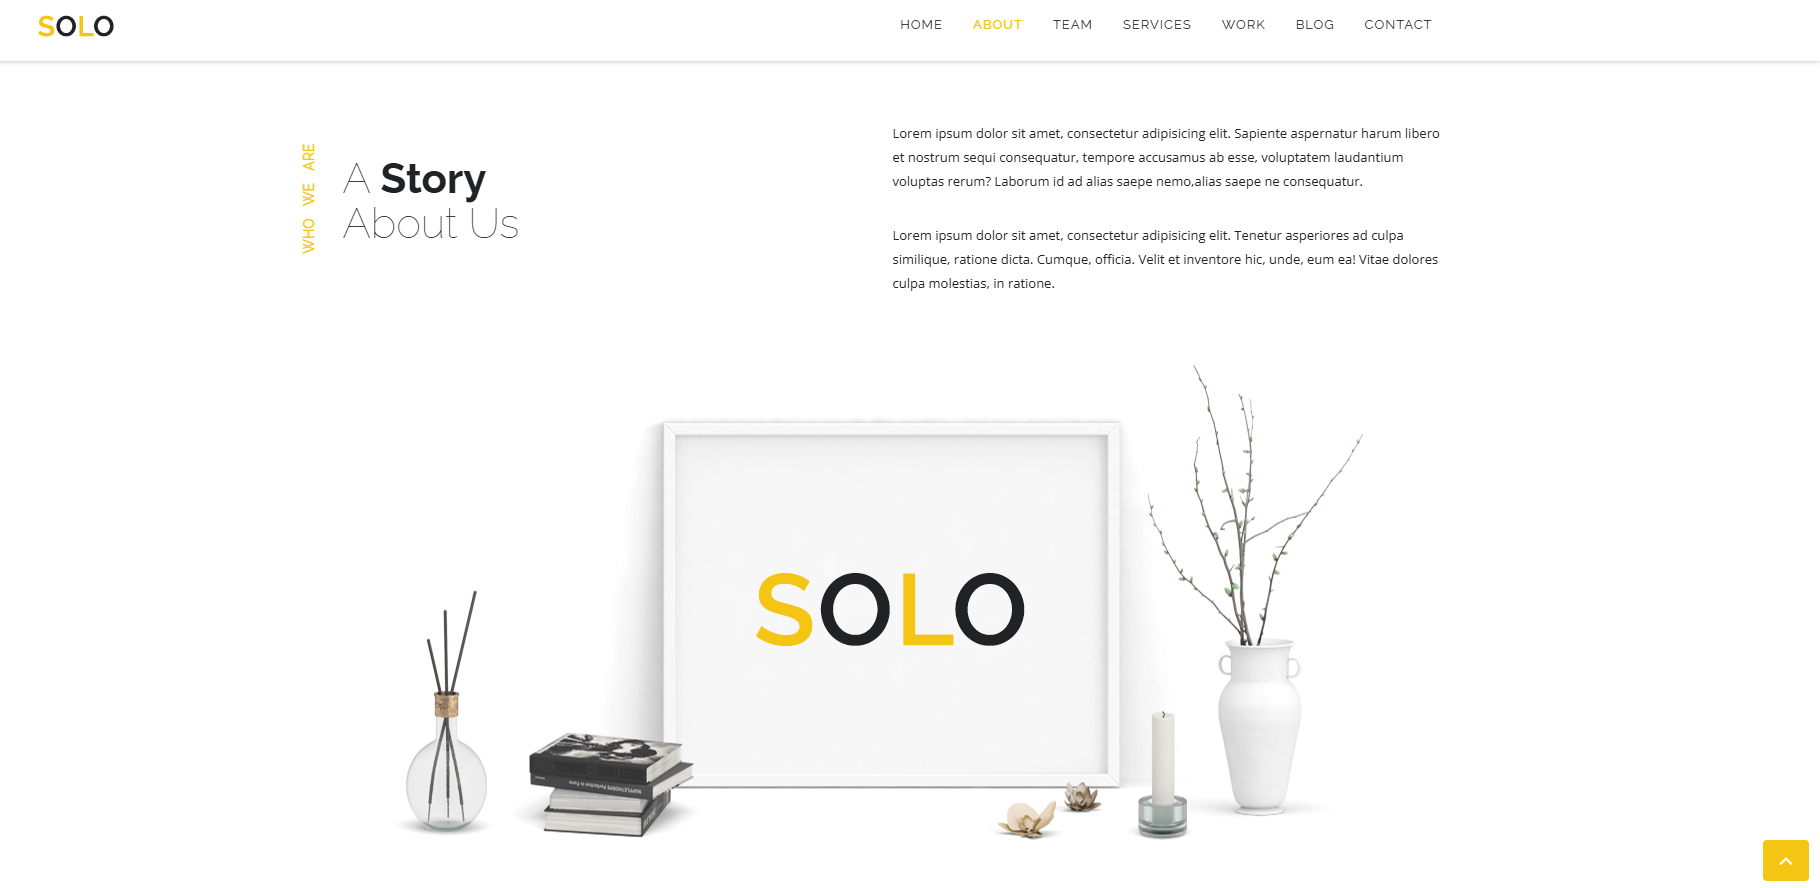 SOLO
HOME ABOUT TEAM SERVICES WORK BLOG CONTACT
WHO WE ARE
A Story
About Us
Lorem ipsum dolor sit amet, consectetur adipisicing elit. Sapiente aspernatur harum libero
et nostrum sequi consequatur, tempore accusamus ab esse, voluptatem laudantium
voluptas rerum? Laborum id ad alias saepe nemo,alias saepe ne consequatur.
Lorem ipsum dolor sit amet, consectetur adipisicing elit. Tenetur asperiores ad culpa
similique, ratione dicta. Cumque, officia. Velit et inventore hic, unde, eum ea! Vitae dolores
culpa molestias, in ratione.
SOLO
MAPPLETHORPE Perfection in Form